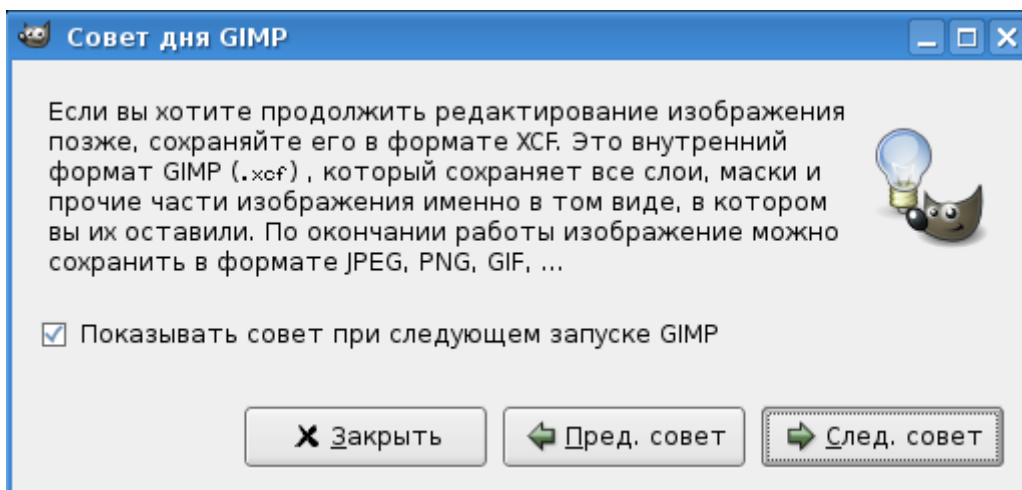 Совет дня GIMP
Если вы хотите продолжить редактирование изображения
позже, сохраняйте его в формате XCF. Это внутренний
формат GIMP (.xcf) , который сохраняет все слои, маски и
прочие части изображения именно в том виде, в котором
вы их оставили. По окончании работы изображение можно
сохранить в формате JPEG, PNG, GIF, ...
Показывать совет при следующем запуске GIMP
Закрыть
Пред. совет
След. совет